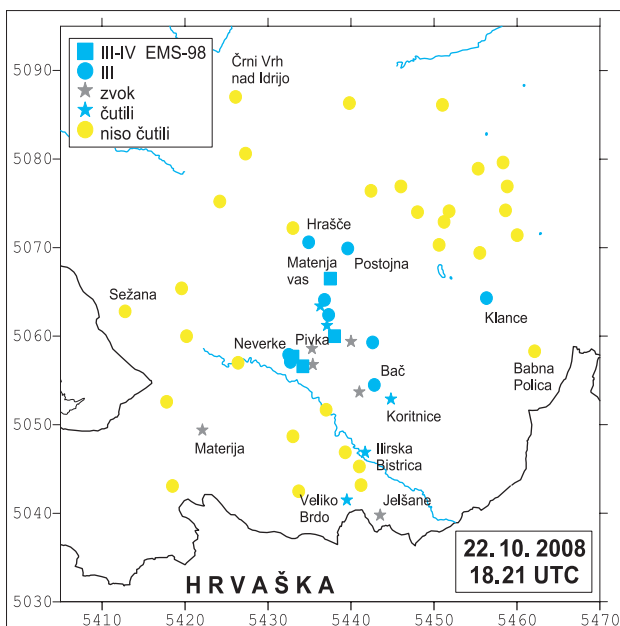 5090
5080
5070
5060
5050
5040
5030
5410
5420
5430
5440
5450
5460
5470
III-IV EMS-98
III
zvok
čutili
niso čutili
Črni Vrh
nad Idrijo
Hrašče
Postojna
Matenja
vas
Sežana
Klance
Neverke
Pivka
Bač
Babna
Polica
Koritnice
Materija
Ilirska
Bistrica
Veliko
Brdo
Jelšane
HRVAŠKA
22. 10. 2008
18.21 UTC